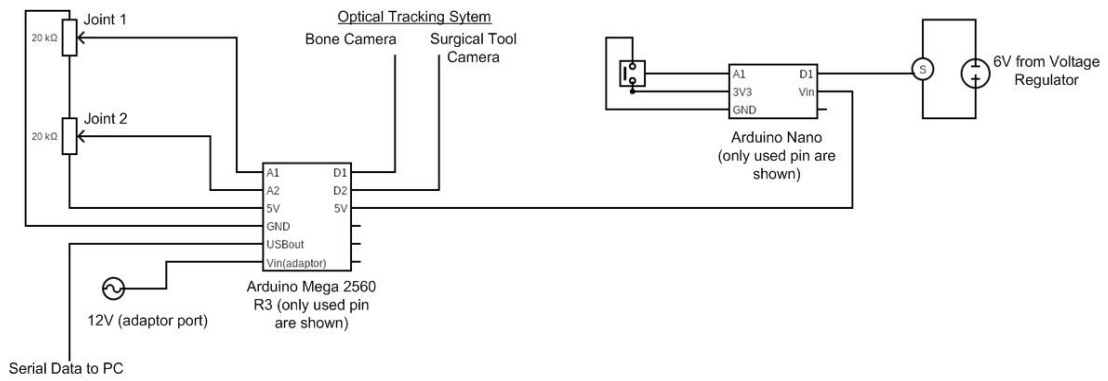 Optical Tracking Sytem
Bone Camera
Surgical Tool
Camera
Joint 1
20 kΩ
Joint 2
20 kΩ
A1
A2
5V
GND
USBout
Vin(adaptor)
D1
D2
5V
Arduino Mega 2560
R3 (only used pin
are shown)
12V (adaptor port)
Serial Data to PC
A1
3V3
GND
D1
Vin
Arduino Nano
(only used pin are
shown)
S
6V from Voltage
Regulator